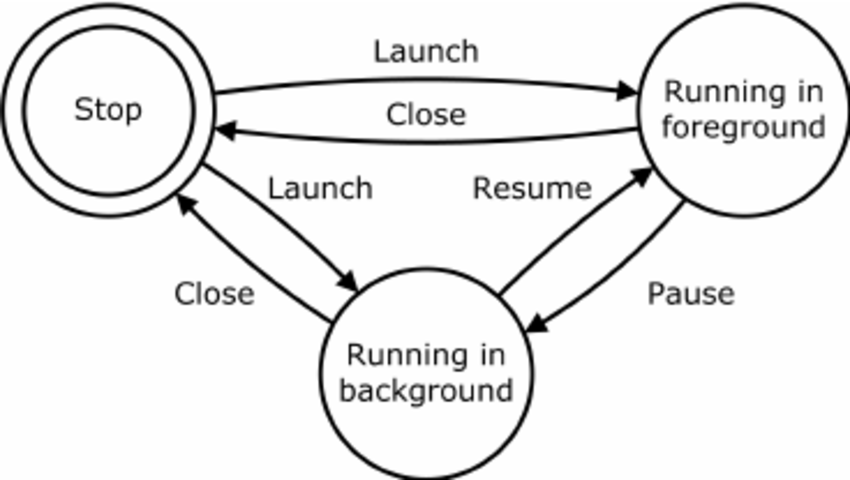 Launch
Stop
Running in
foreground
Close
Launch
Resume
Close
Pause
Running in
background